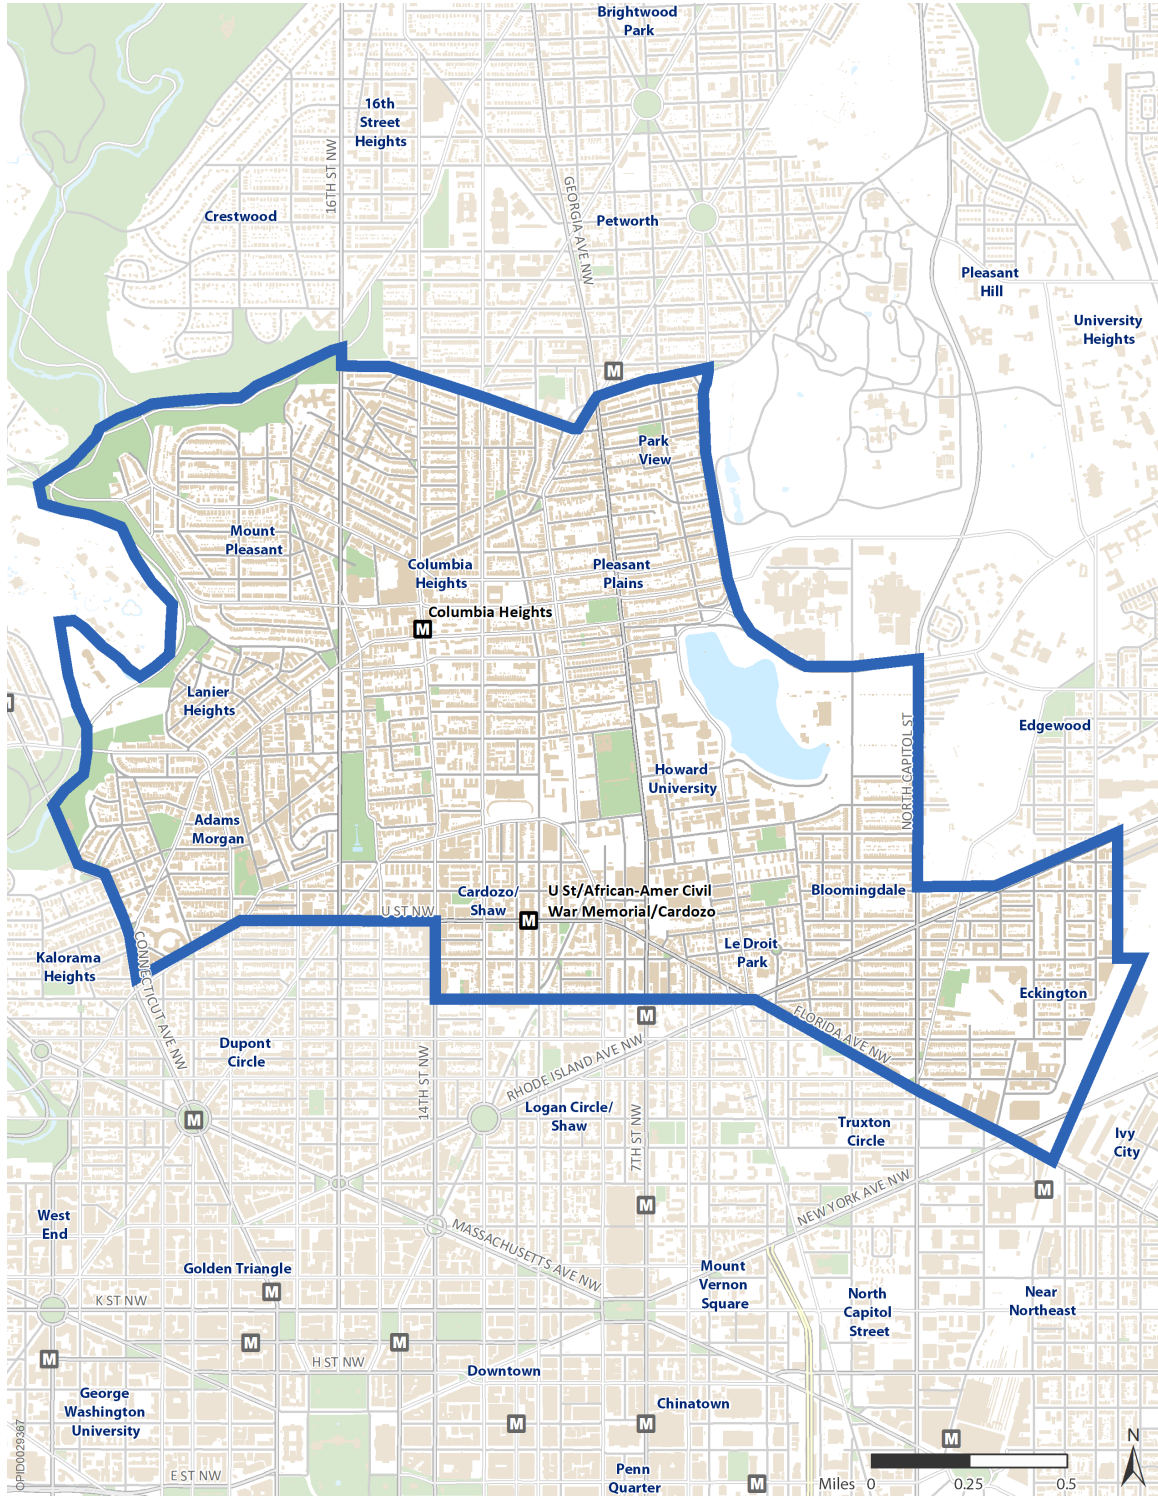 Brightwood
Park
16th
Street
Heights
16TH ST NW
GEORGIA AVE NW
Crestwood
Petworth
Pleasant
Hill
University
Heights
M
Park
View
Mount
Pleasant
Columbia
Heights
Pleasant
Plains
Columbia Heights
M
Lanier
Heights
NORTH CAPITOL ST
Edgewood
Howard
University
Adams
Morgan
Cardozo/
Shaw
U St/African-Amer Civil
War Memorial/Cardozo
M
Bloomingdale
U ST NW
Le Droit
Park
Kalorama
Heights
CONNECTICUT AVE NW
Eckington
M
FLORIDA AVE NW
Dupont
Circle
14TH ST NW
RHODE ISLAND AVE NW
Logan Circle/
Shaw
7TH ST NW
M
Truxton
Circle
Ivy
City
M
NEW YORK AVE NW
M
West
End
MASSACHUSETTS AVE NW
Golden Triangle
M
Mount
Vernon
Square
North
Capitol
Street
Near
Northeast
K ST NW
M
M
M
H ST NW
Downtown
George
Washington
University
Chinatown
M
M
M
N
OPID0029367
E ST NW
Penn
Quarter
M
Miles 0 0.25 0.5